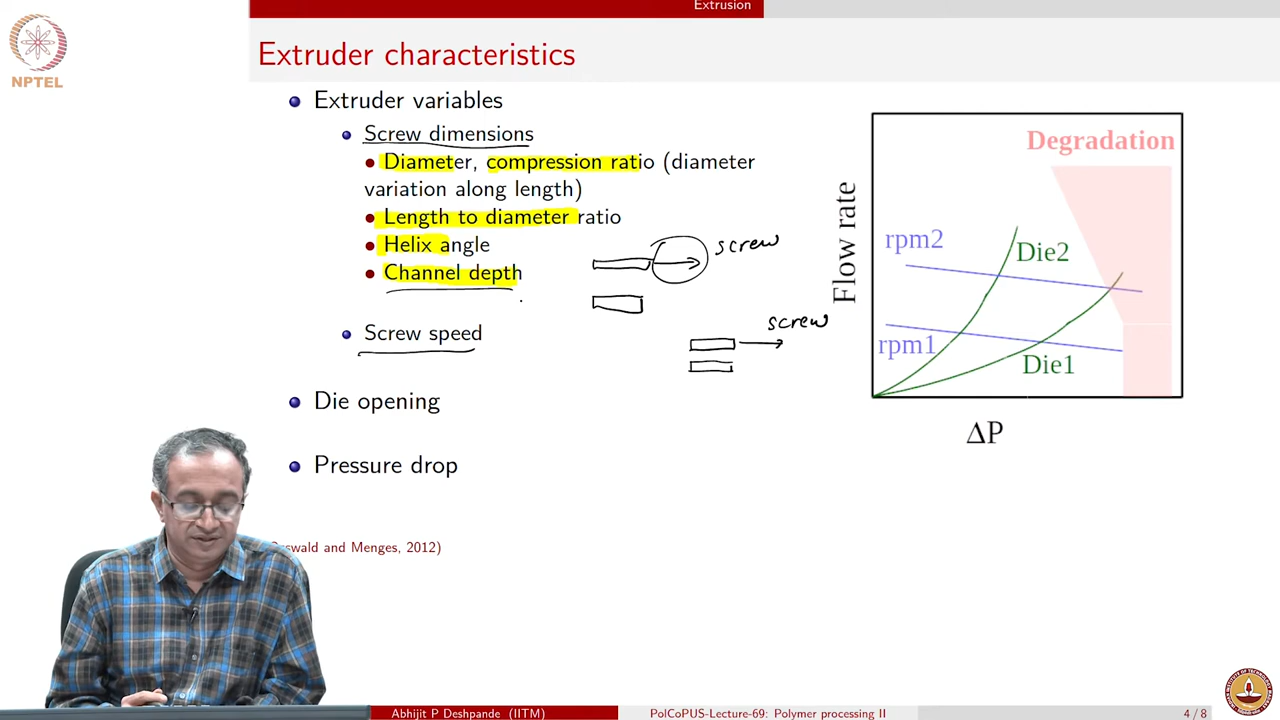 Extrusion
NPTEL
Extruder characteristics
Extruder variables
Screw dimensions
Diameter, compression ratio (diameter
variation along length)
Length to diameter ratio
Helix angle
Channel depth
screw
screw
Screw speed
Die opening
Pressure drop
and Menges, 2012)
Degradation
Flow rate
rpm2
Die2
rpm1
Die1
ΔP
Abhijit P Deshpande (IITM)
PolCoPUS-Lecture-69: Polymer processing II
4/8